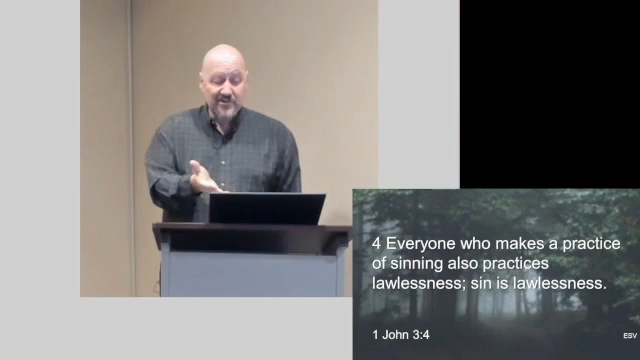 4 Everyone who makes a practice
of sinning also practices
lawlessness; sin is lawlessness.
1 John 3:4
ESV